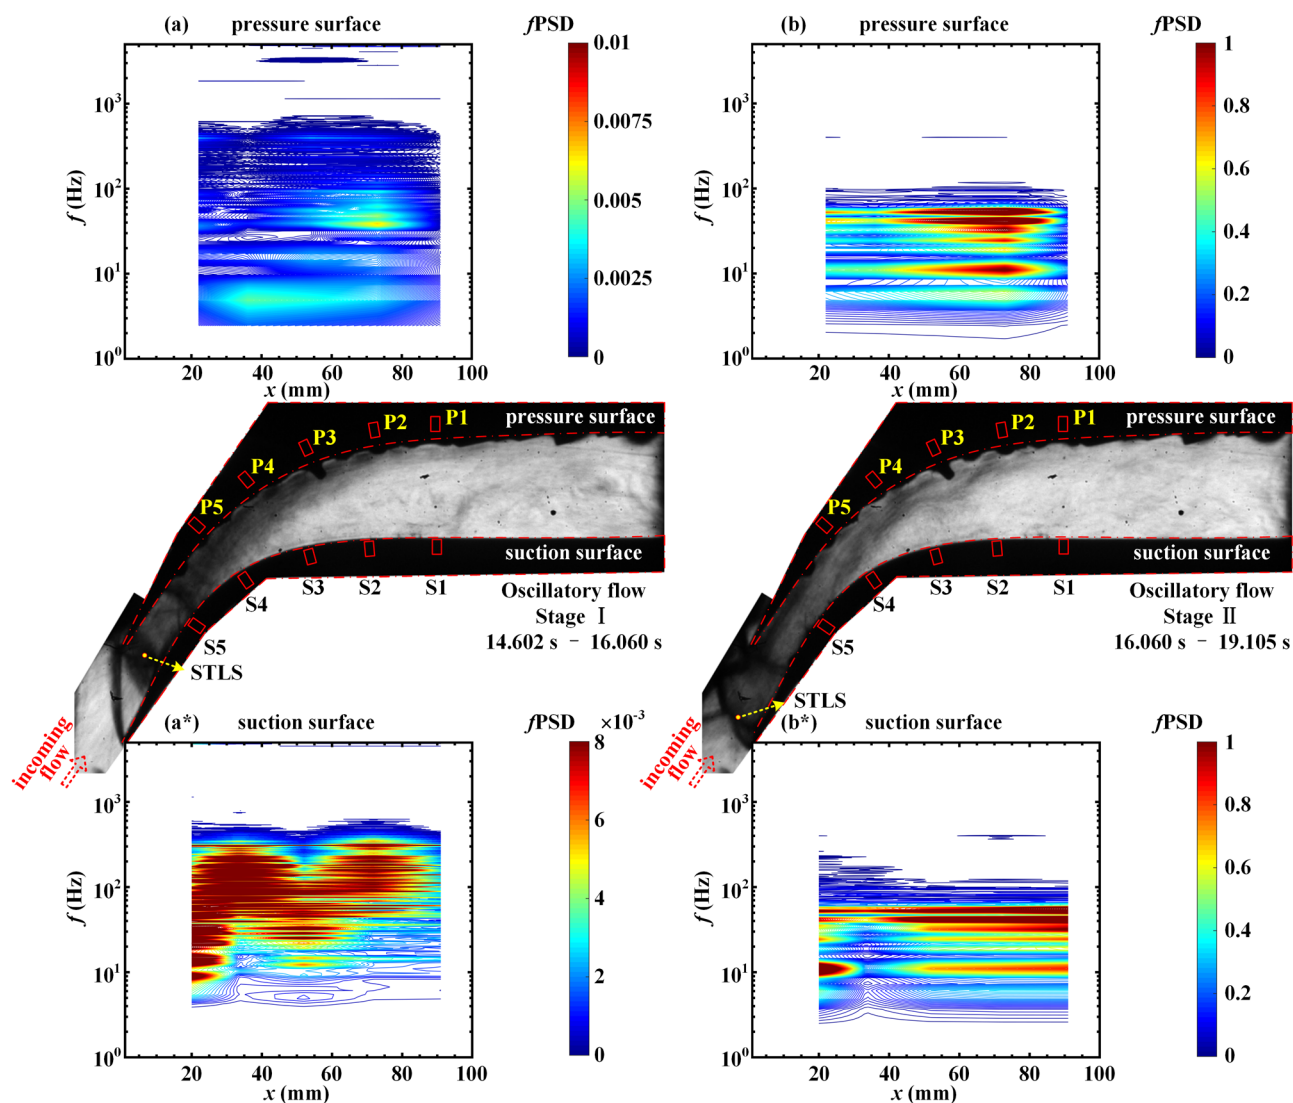 (a) pressure surface fPSD
0.01
0.0075
0.005
0.0025
0
10³
10²
10¹
10⁰
f (Hz)
20 40 60 80 100
x (mm)
(b) pressure surface fPSD
1
0.8
0.6
0.4
0.2
0
10³
10²
10¹
10⁰
f (Hz)
20 40 60 80 100
x (mm)
pressure surface
P1
P2
P3
P4
P5
suction surface
S1
S2
S3
S4
S5
STLS
incoming
flow
Oscillatory flow
Stage Ⅰ
14.602 s – 16.060 s
pressure surface
P1
P2
P3
P4
P5
suction surface
S1
S2
S3
S4
S5
STLS
incoming
flow
Oscillatory flow
Stage Ⅱ
16.060 s – 19.105 s
(a*) suction surface fPSD ×10⁻³
8
6
4
2
0
10³
10²
10¹
10⁰
f (Hz)
20 40 60 80 100
x (mm)
(b*) suction surface fPSD
1
0.8
0.6
0.4
0.2
0
10³
10²
10¹
10⁰
f (Hz)
20 40 60 80 100
x (mm)